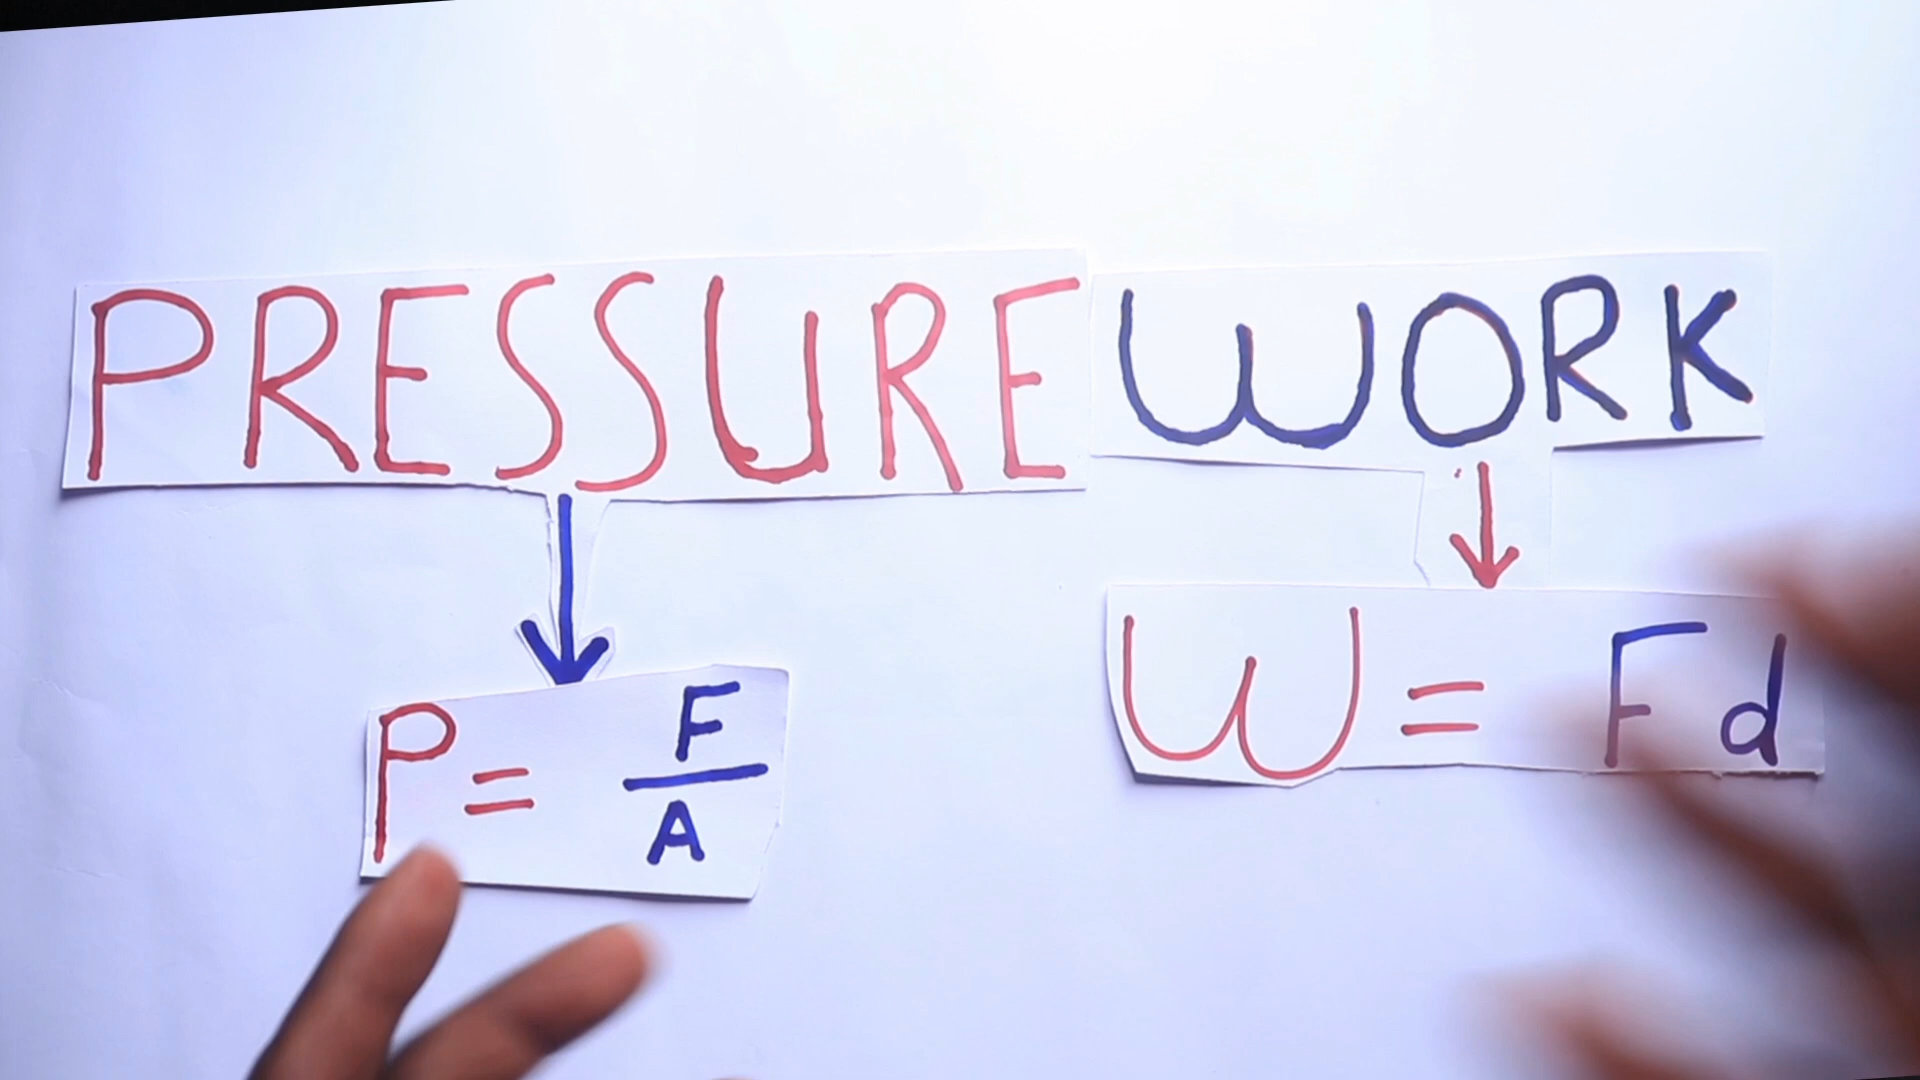 PRESSURE WORK
P = F/A
W = Fd